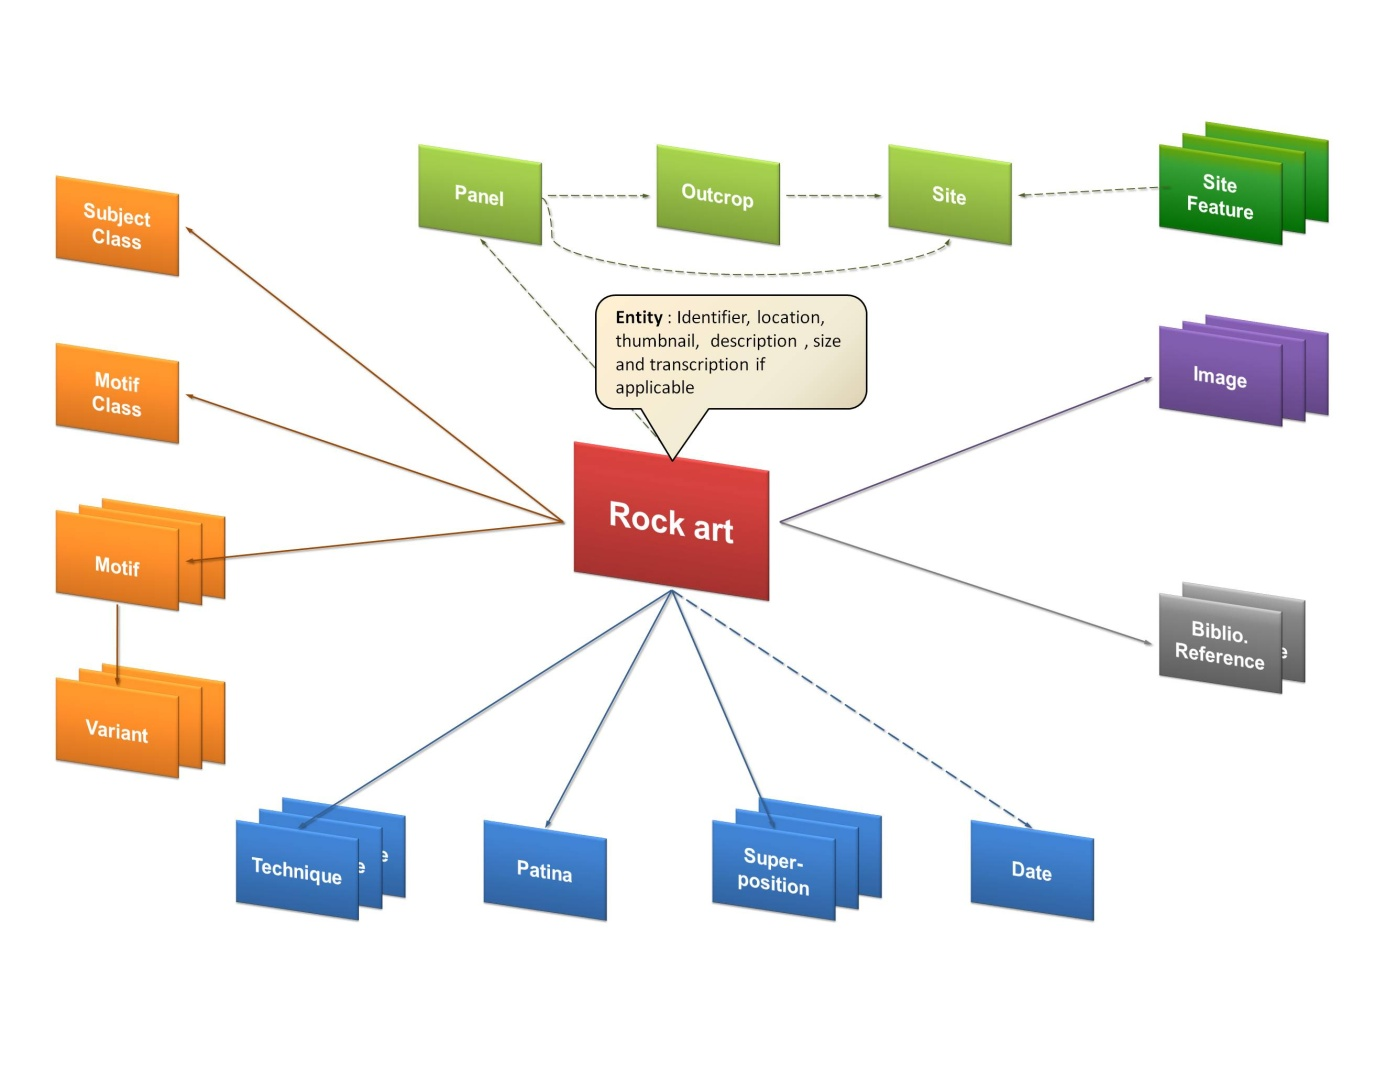 Panel
Outcrop
Site
Site
Feature
Subject
Class
Entity : Identifier, location,
thumbnail, description , size
and transcription if
applicable
Motif
Class
Image
Rock art
Motif
Biblio.
Reference
e
Variant
Technique
e
e
Patina
Super-
position
Date